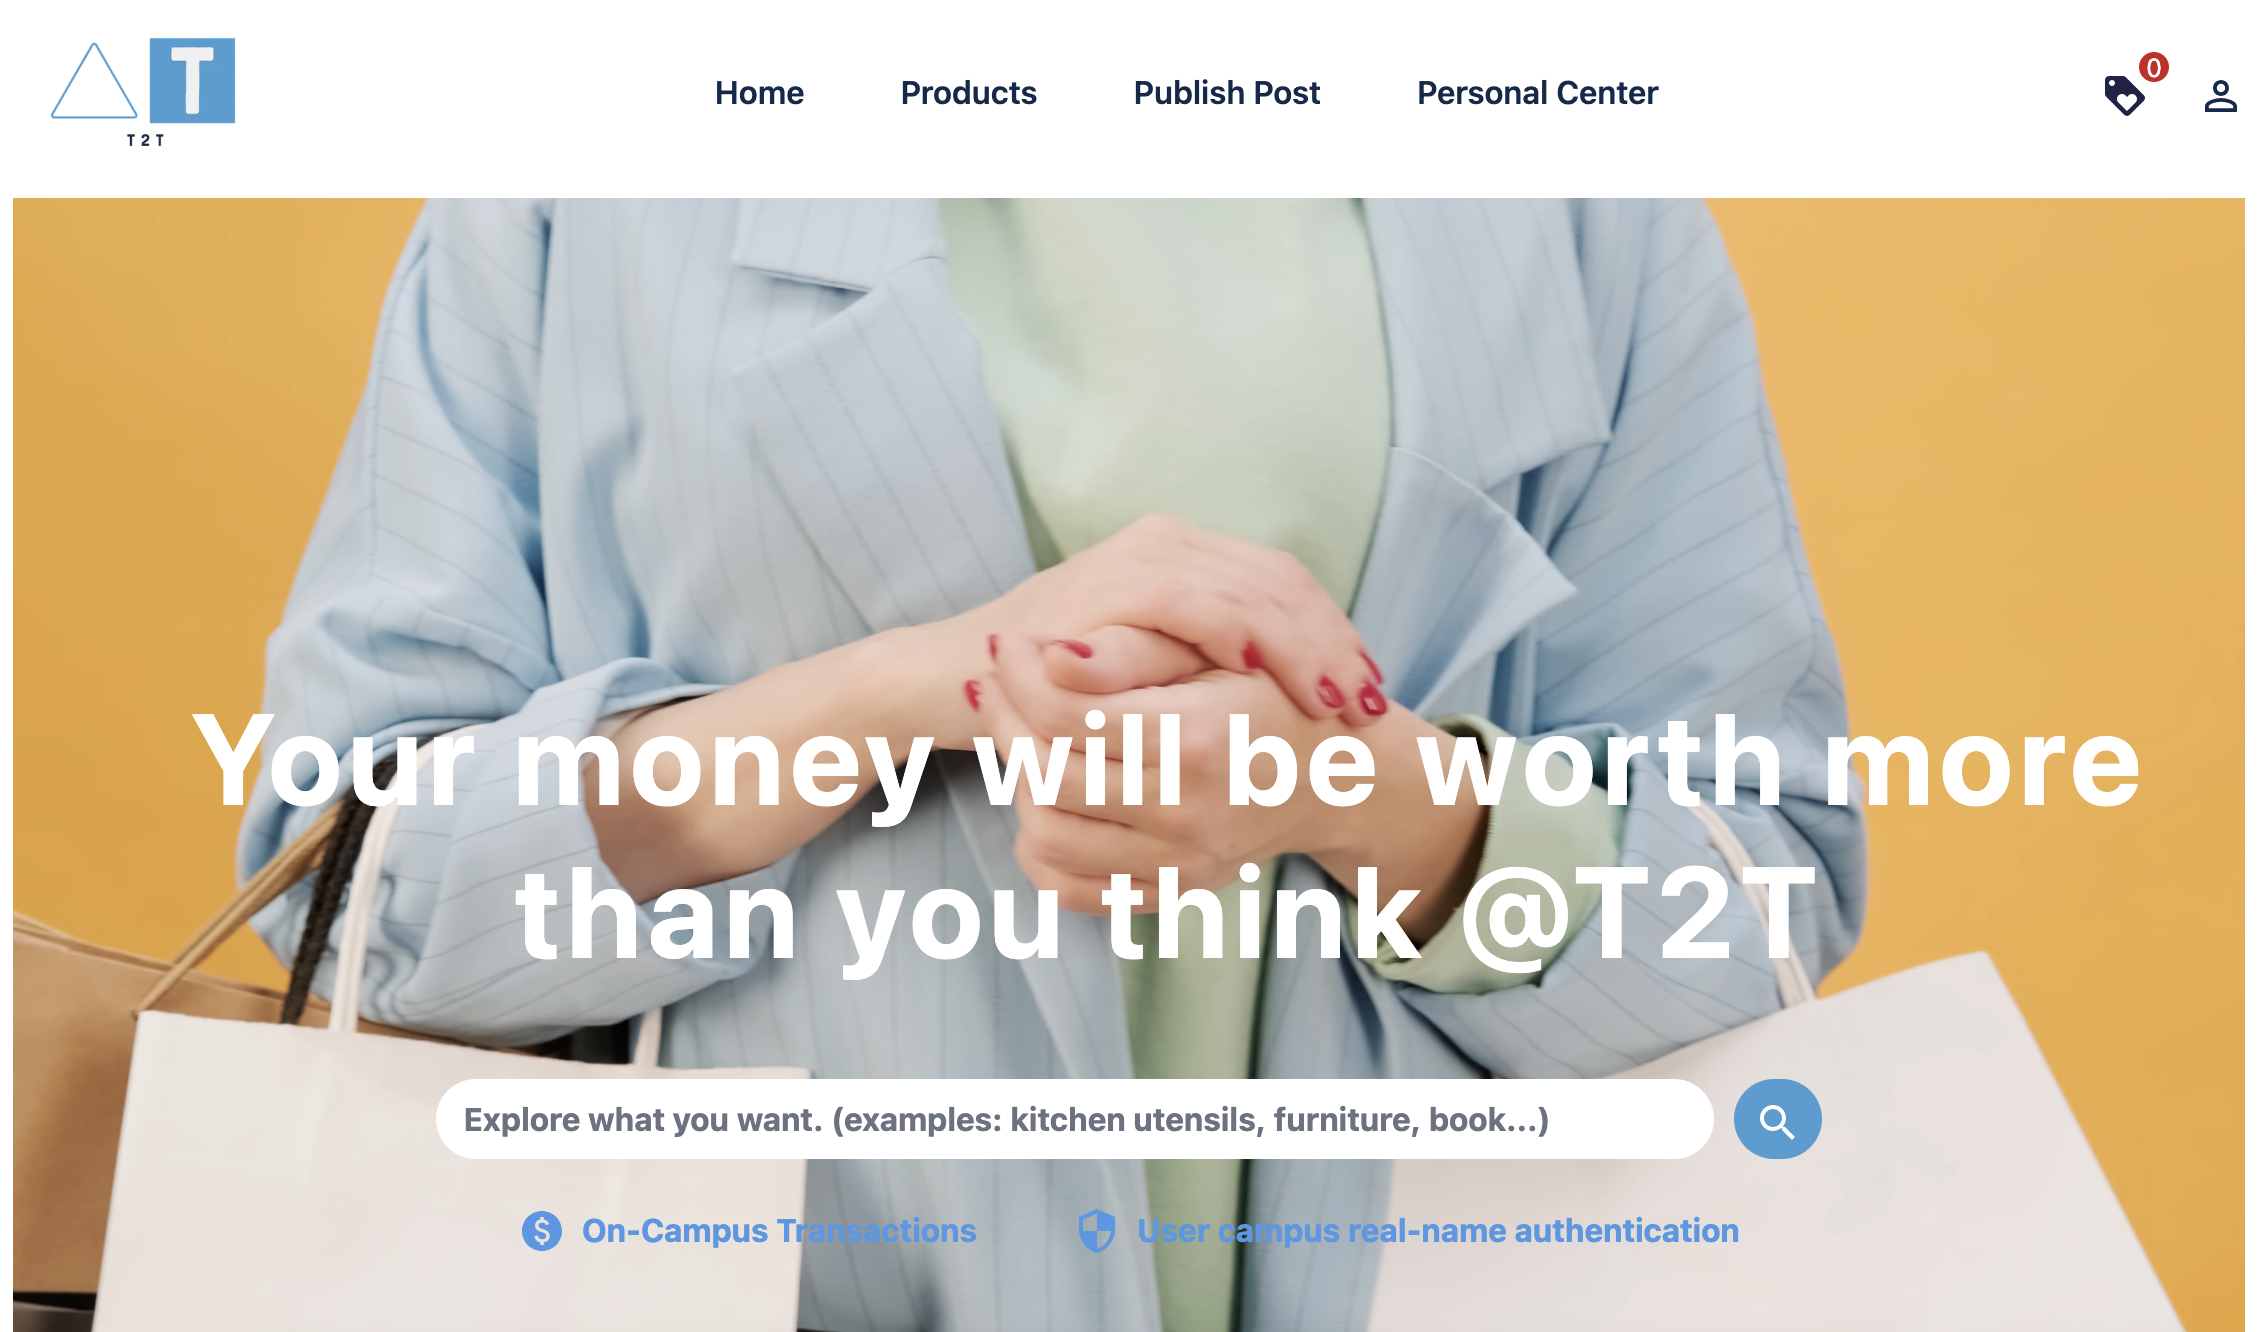 T
T2T
Home
Products
Publish Post
Personal Center
0
Your money will be worth more
than you think @T2T
Explore what you want. (examples: kitchen utensils, furniture, book...)
$ On-Campus Transactions
User campus real-name authentication